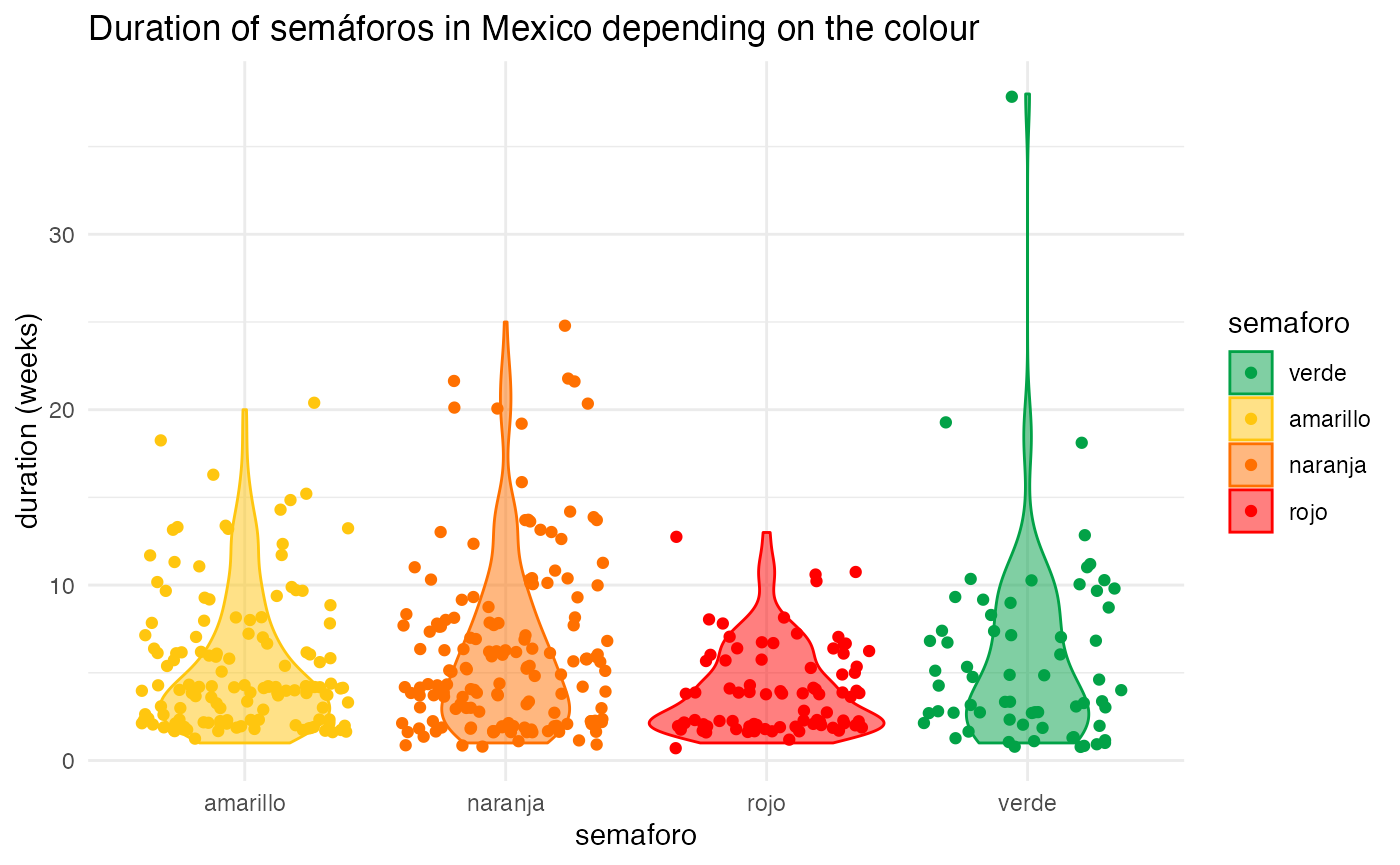 Duration of semáforos in Mexico depending on the colour
duration (weeks)
30
20
10
0
amarillo
naranja
rojo
verde
semaforo
semaforo
verde
amarillo
naranja
rojo